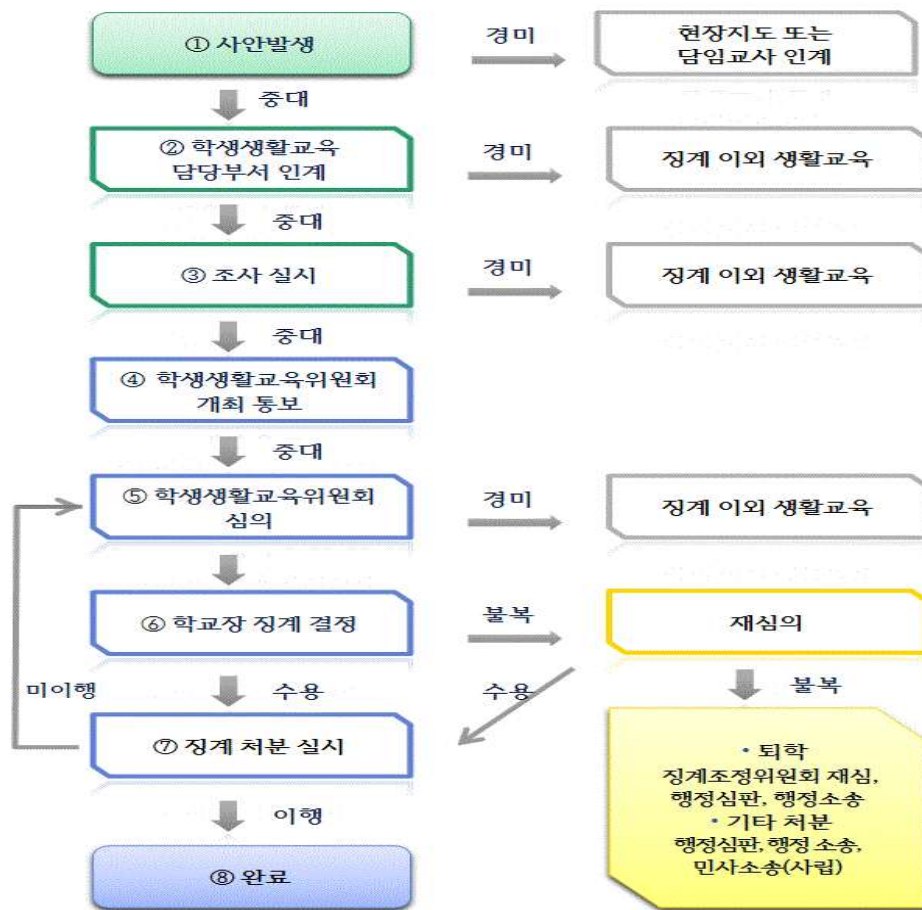 ① 사안발생
경미
현장지도 또는
담임교사 인계
중대
② 학생생활교육
담당부서 인계
경미
징계 이외 생활교육
중대
③ 조사 실시
경미
징계 이외 생활교육
중대
④ 학생생활교육위원회
개최 통보
중대
⑤ 학생생활교육위원회
심의
경미
징계 이외 생활교육
⑥ 학교장 징계 결정
불복
재심의
미이행
수용
수용
불복
⑦ 징계 처분 실시
• 퇴학
징계조정위원회 재심,
행정심판, 행정소송
• 기타 처분
행정심판, 행정 소송,
민사소송(사립)
이행
⑧ 완료